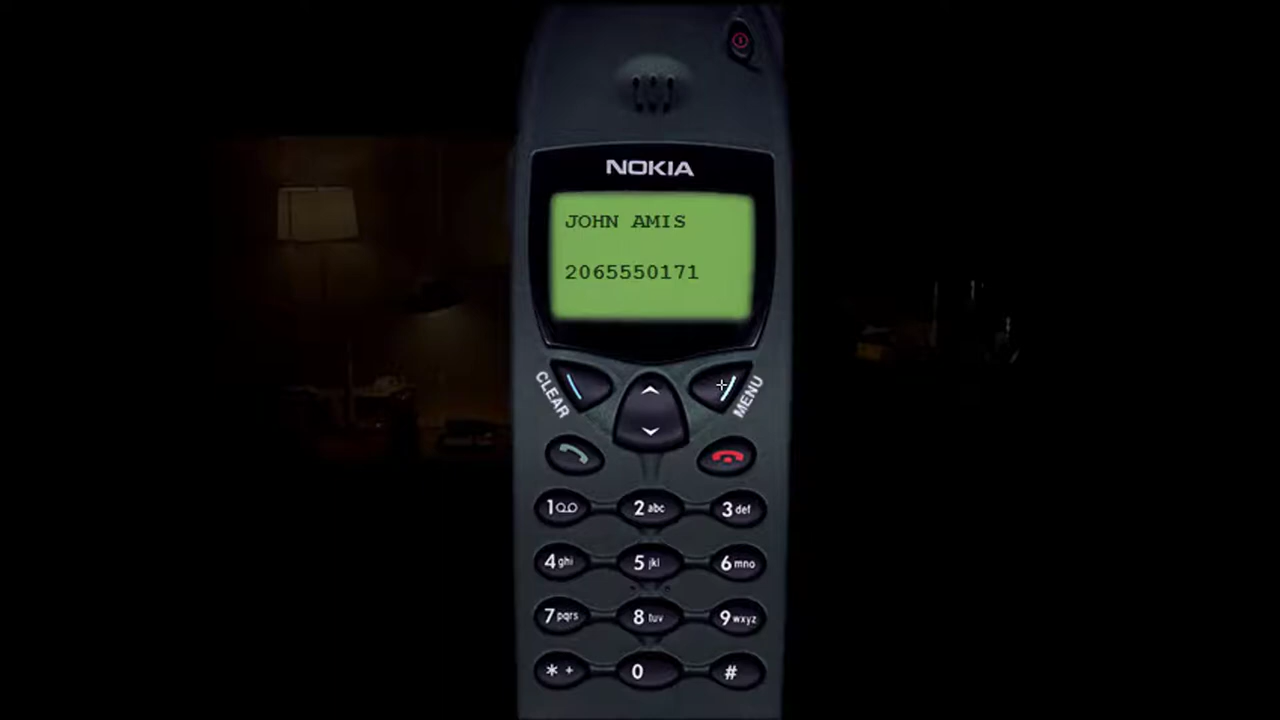 NOKIA
JOHN AMIS
2065550171
CLEAR
MENU
1
2 abc
3 def
4 ghi
5 jkl
6 mno
7 pqrs
8 tuv
9 wxyz
* +
0
#